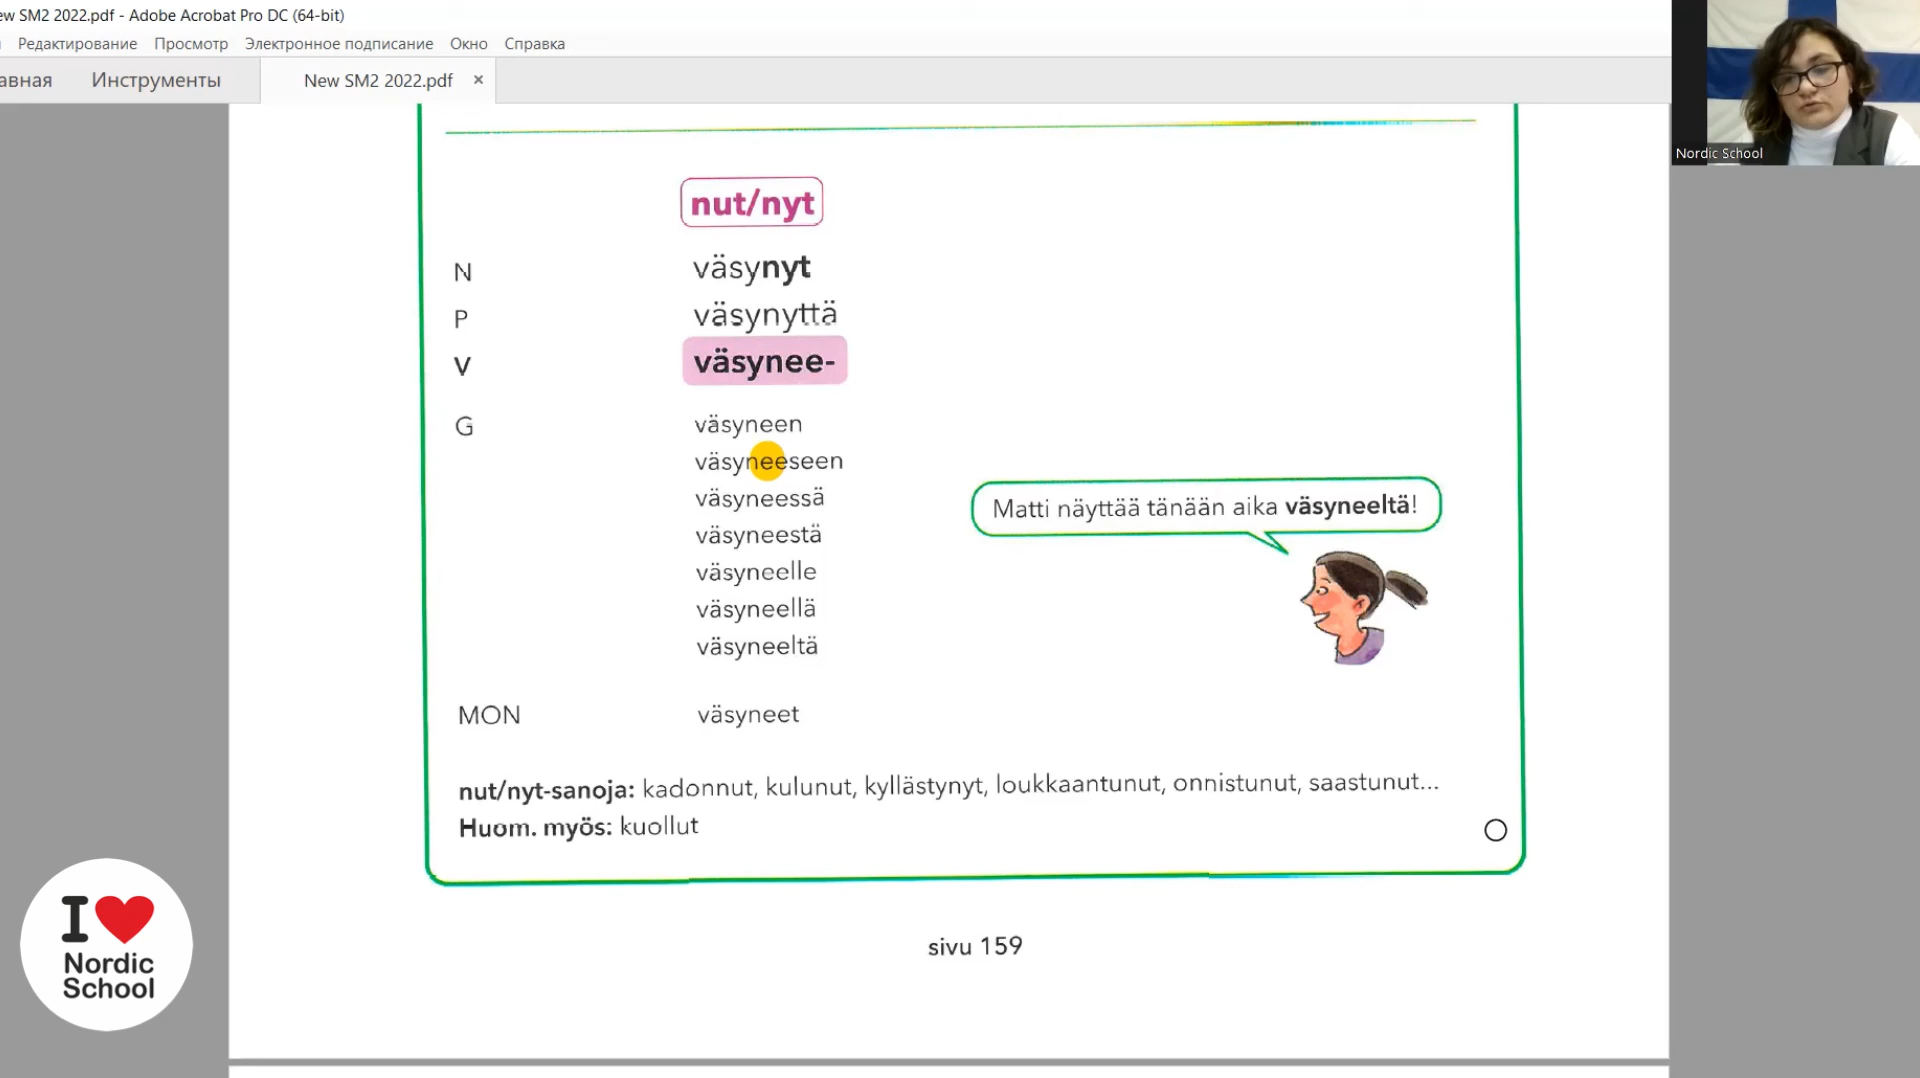 ew SM2 2022.pdf - Adobe Acrobat Pro DC (64-bit)
Редактирование Просмотр Электронное подписание Окно Справка
авная Инструменты New SM2 2022.pdf ×
Nordic School
nut/nyt
N väsynyt
P väsynyttä
V väsynee-
G väsyneen
väsyneeseen
väsyneessä
väsyneestä
väsyneelle
väsyneellä
väsyneeltä
Matti näyttää tänään aika väsyneeltä!
MON väsyneet
nut/nyt-sanoja: kadonnut, kulunut, kyllästynyt, loukkaantunut, onnistunut, saastunut...
Huom. myös: kuollut
sivu 159
I
Nordic
School